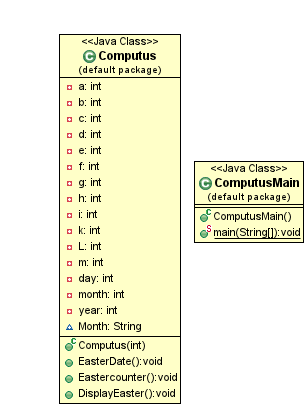 <<Java Class>>
Computus
(default package)
a: int
b: int
c: int
d: int
e: int
f: int
g: int
h: int
i: int
k: int
L: int
m: int
day: int
month: int
year: int
Month: String
Computus(int)
EasterDate():void
Eastercounter():void
DisplayEaster():void
<<Java Class>>
ComputusMain
(default package)
ComputusMain()
main(String[]):void